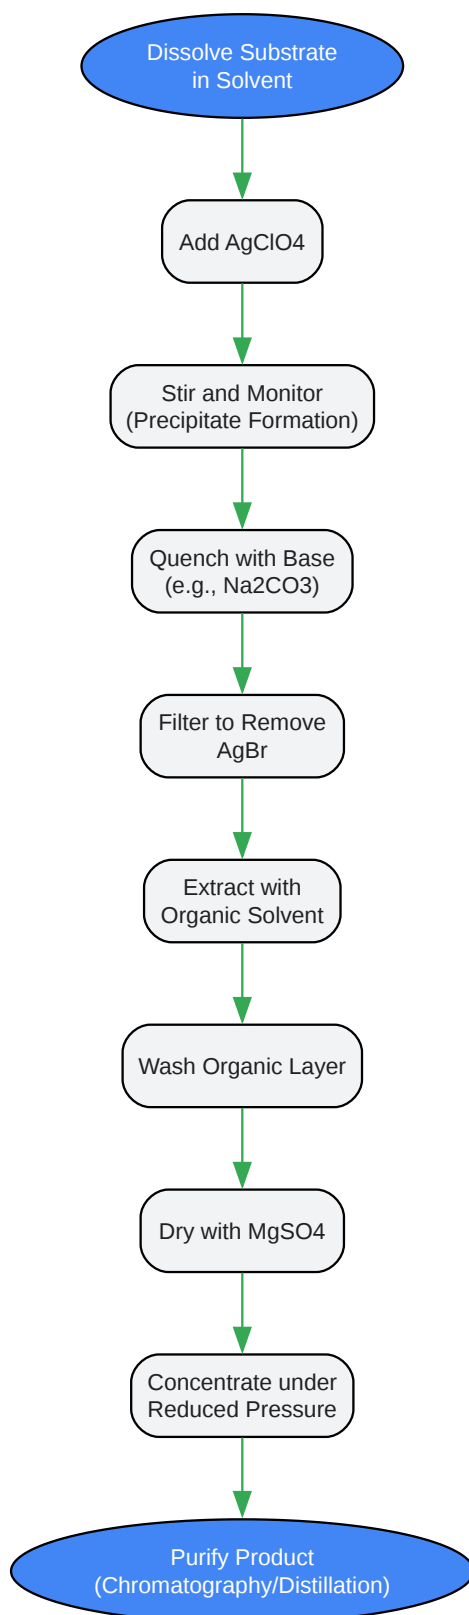 Dissolve Substrate
in Solvent
Add AgClO4
Stir and Monitor
(Precipitate Formation)
Quench with Base
(e.g., Na2CO3)
Filter to Remove
AgBr
Extract with
Organic Solvent
Wash Organic Layer
Dry with MgSO4
Concentrate under
Reduced Pressure
Purify Product
(Chromatography/Distillation)